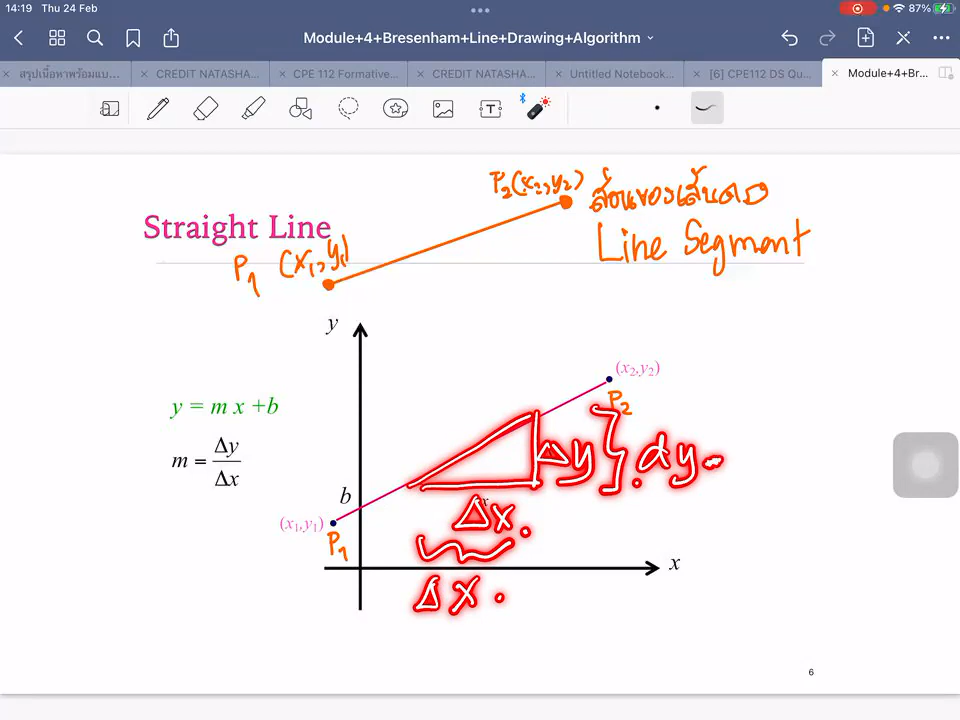 14:19 Thu 24 Feb
87%
Module+4+Bresenham+Line+Drawing+Algorithm
สรุปเนื้อหาพร้อมแบ...
CREDIT NATASHA...
CPE 112 Formative...
CREDIT NATASHA...
Untitled Notebook...
[6] CPE112 DS Qu...
Module+4+Br...
T
P2(x2,y2) ส่วนของเส้นตรง
Straight Line
Line Segment
P1 (x1,y1)
y
(x2,y2)
P2
y = m x +b
m = Δy/Δx
Δy } dy
b
x
Δx
(x1,y1)
P1
x
Δx
6